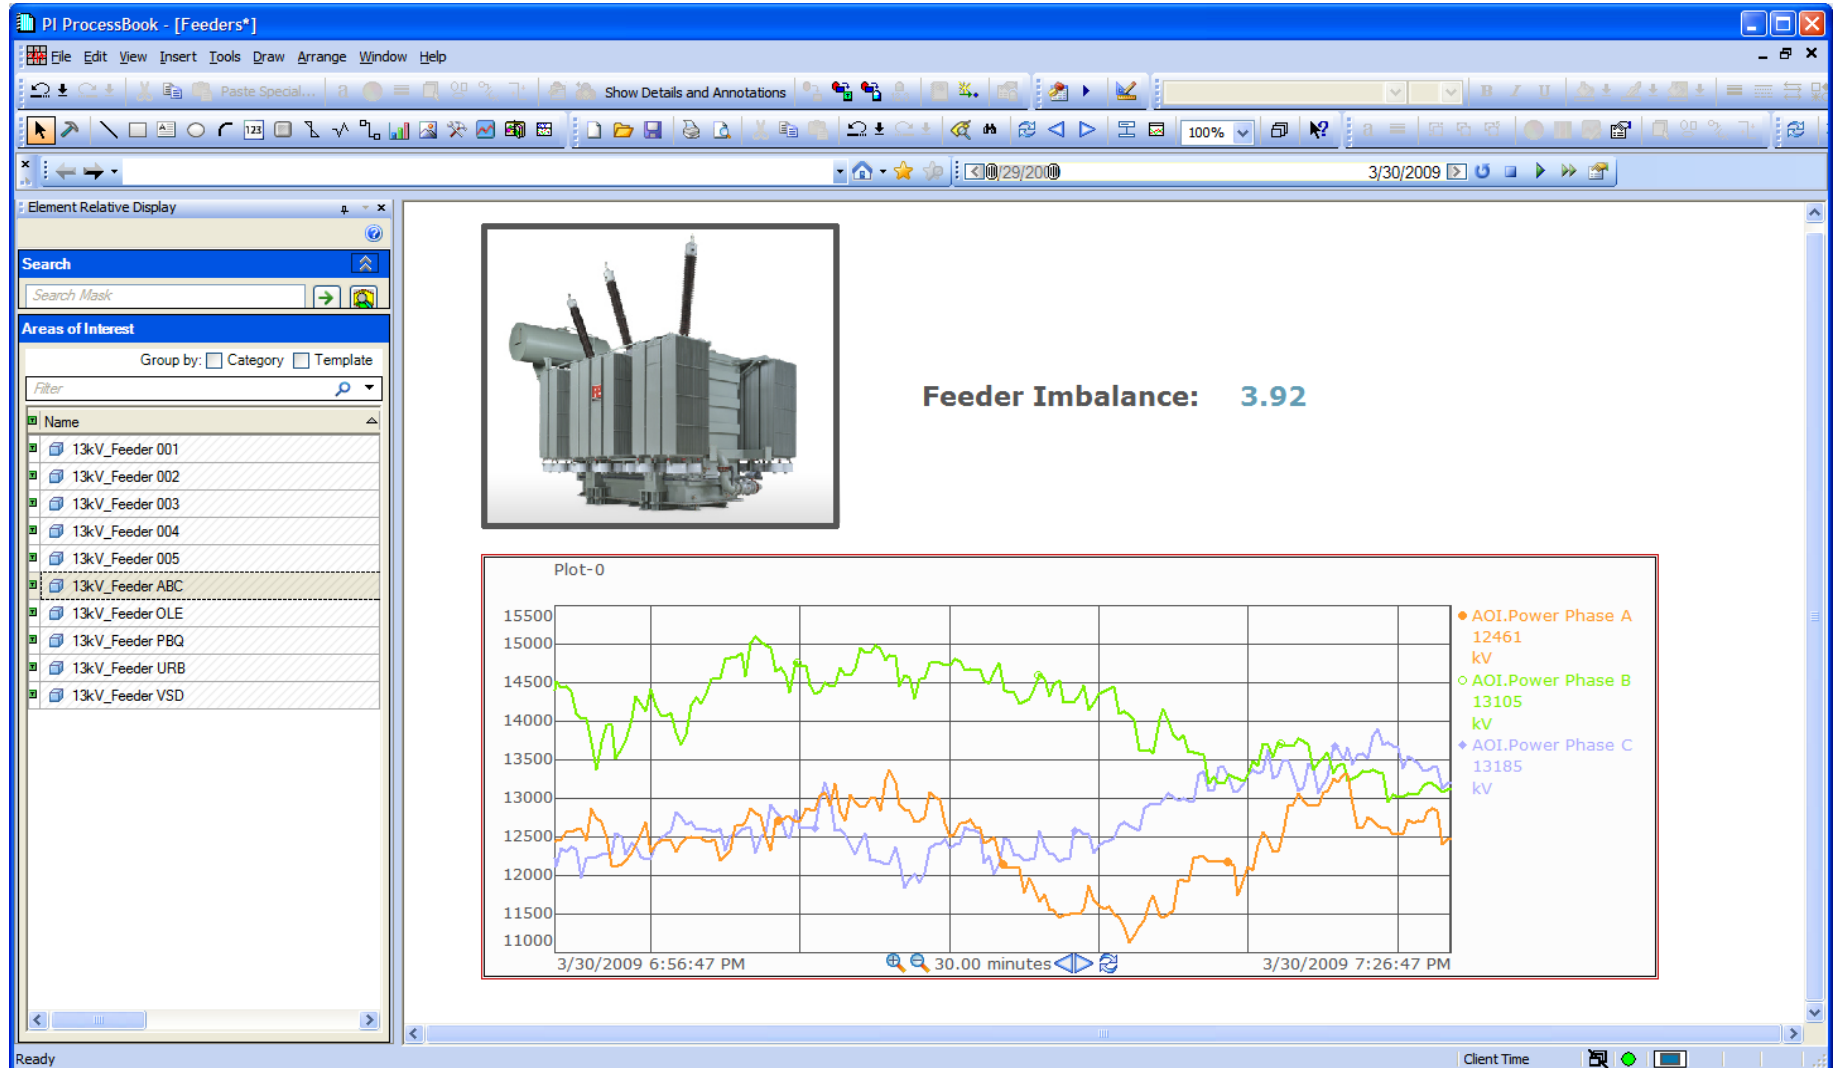 PI ProcessBook - [Feeders*]
File Edit View Insert Tools Draw Arrange Window Help
Paste Special... Show Details and Annotations B I U
123 100%
3/30/2009
Element Relative Display
Search
Search Mask
Areas of Interest
Group by: Category Template
Filter
Name
13kV_Feeder 001
13kV_Feeder 002
13kV_Feeder 003
13kV_Feeder 004
13kV_Feeder 005
13kV_Feeder ABC
13kV_Feeder OLE
13kV_Feeder PBQ
13kV_Feeder URB
13kV_Feeder VSD
Feeder Imbalance: 3.92
Plot-0
15500
15000
14500
14000
13500
13000
12500
12000
11500
11000
AOI.Power Phase A
12461
kV
AOI.Power Phase B
13105
kV
AOI.Power Phase C
13185
kV
3/30/2009 6:56:47 PM 30.00 minutes 3/30/2009 7:26:47 PM
Ready Client Time